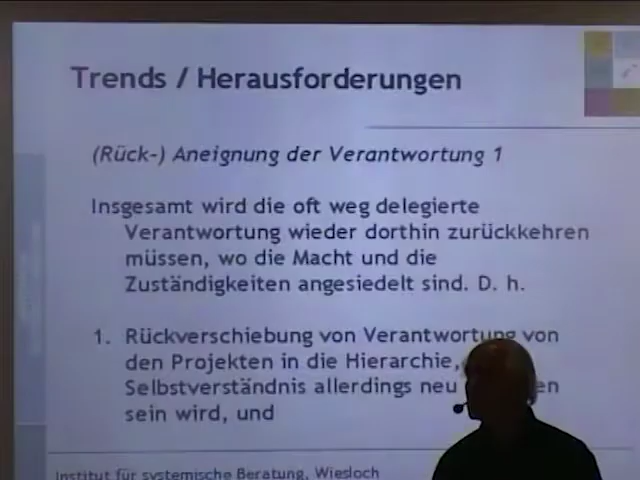 Trends / Herausforderungen
(Rück-) Aneignung der Verantwortung 1
Insgesamt wird die oft weg delegierte
Verantwortung wieder dorthin zurückkehren
müssen, wo die Macht und die
Zuständigkeiten angesiedelt sind. D. h.
1. Rückverschiebung von Verantwortung von
den Projekten in die Hierarchie,
Selbstverständnis allerdings neu
sein wird, und
Institut für systemische Beratung, Wiesloch